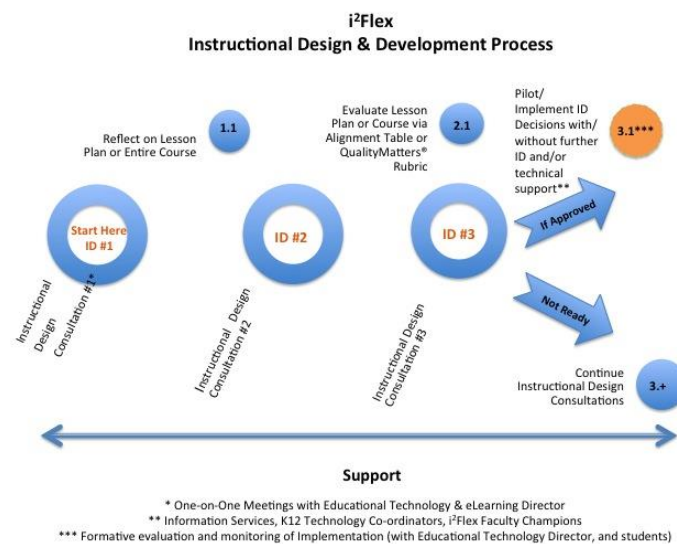 i²Flex
Instructional Design & Development Process
1.1
Reflect on Lesson
Plan or Entire Course
Evaluate Lesson
Plan or Course via
Alignment Table or
QualityMatters®
Rubric
2.1
Pilot/
Implement ID
Decisions with/
without further
ID and/or
technical
support**
3.1***
Start Here
ID #1
ID #2
ID #3
If Approved
Not Ready
Instructional
Design
Consultation #1*
Instructional Design
Consultation #2
Instructional Design
Consultation #3
Continue
Instructional Design
Consultations
3.+
Support
* One-on-One Meetings with Educational Technology & eLearning Director
** Information Services, K12 Technology Co-ordinators, i²Flex Faculty Champions
*** Formative evaluation and monitoring of Implementation (with Educational Technology Director, and students)